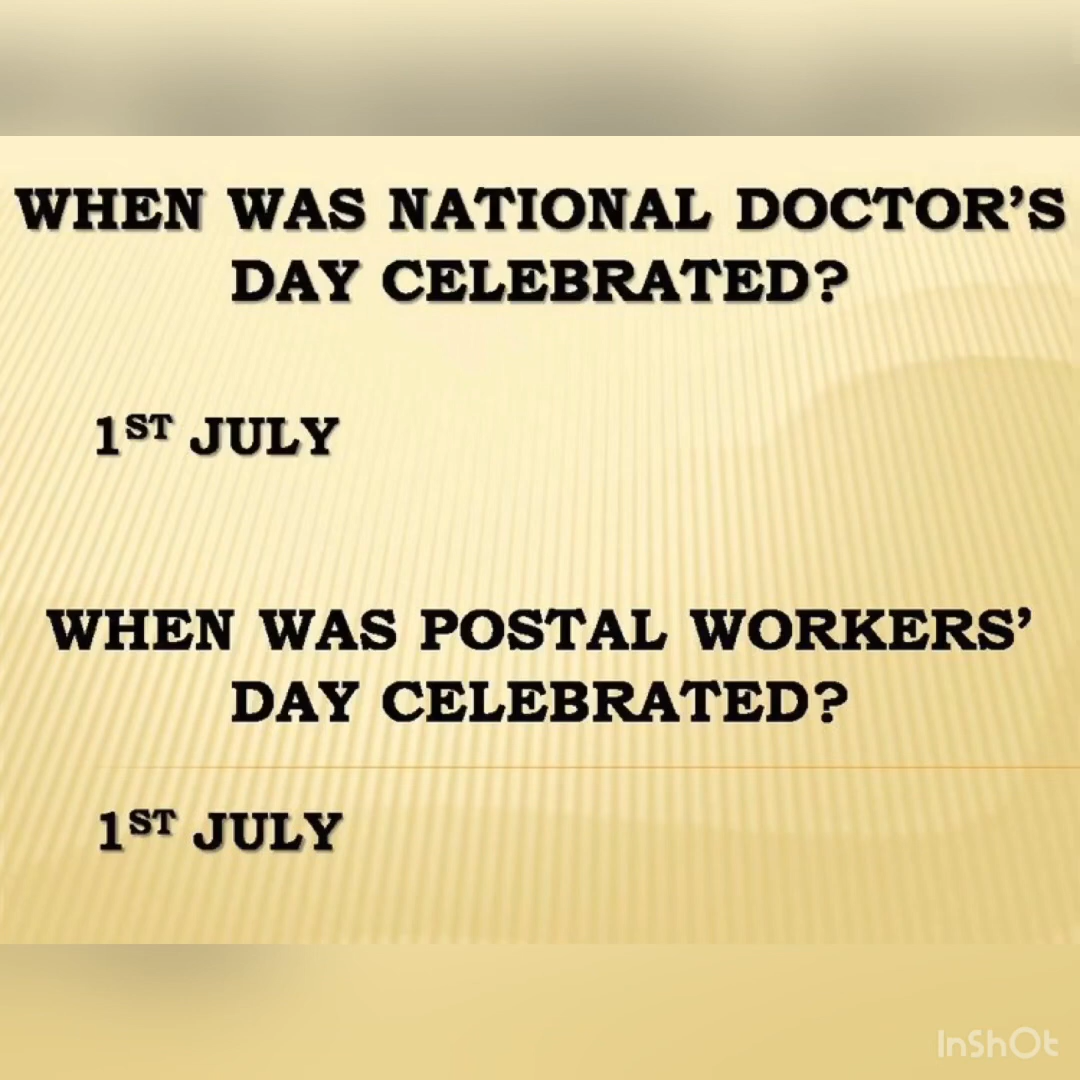 WHEN WAS NATIONAL DOCTOR’S
DAY CELEBRATED?
1ST JULY
WHEN WAS POSTAL WORKERS’
DAY CELEBRATED?
1ST JULY
InShOt